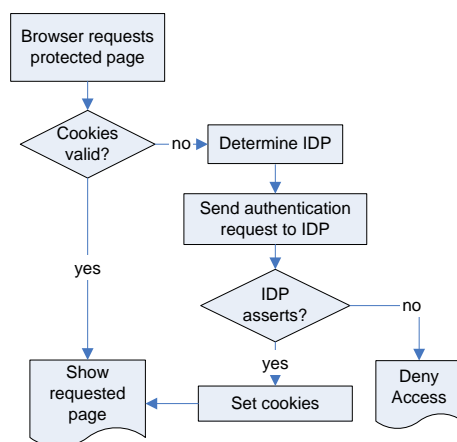 Browser requests
protected page
Cookies
valid?
no
Determine IDP
Send authentication
request to IDP
yes
IDP
asserts?
no
yes
Show
requested
page
Set cookies
Deny
Access